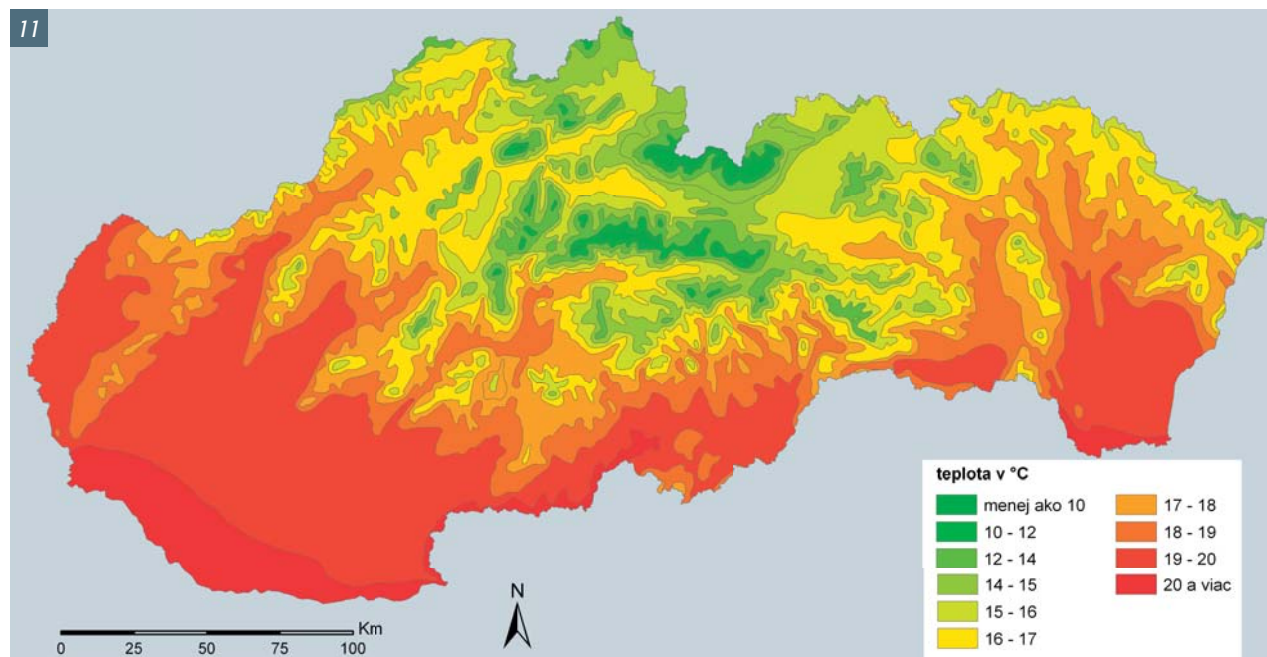 11
teplota v °C
menej ako 10
10 - 12
12 - 14
14 - 15
15 - 16
16 - 17
17 - 18
18 - 19
19 - 20
20 a viac
N
Km
0 25 50 75 100